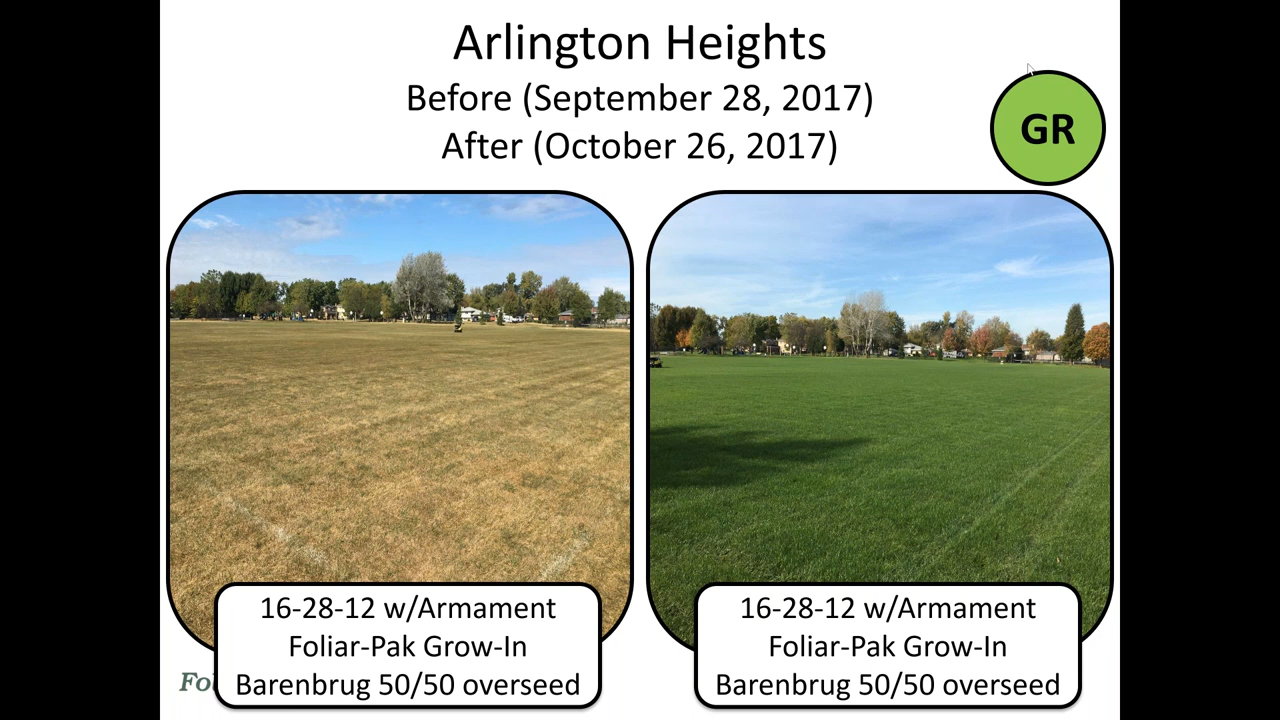 Arlington Heights
Before (September 28, 2017)
After (October 26, 2017)
GR
16-28-12 w/Armament
Foliar-Pak Grow-In
Barenbrug 50/50 overseed
16-28-12 w/Armament
Foliar-Pak Grow-In
Barenbrug 50/50 overseed